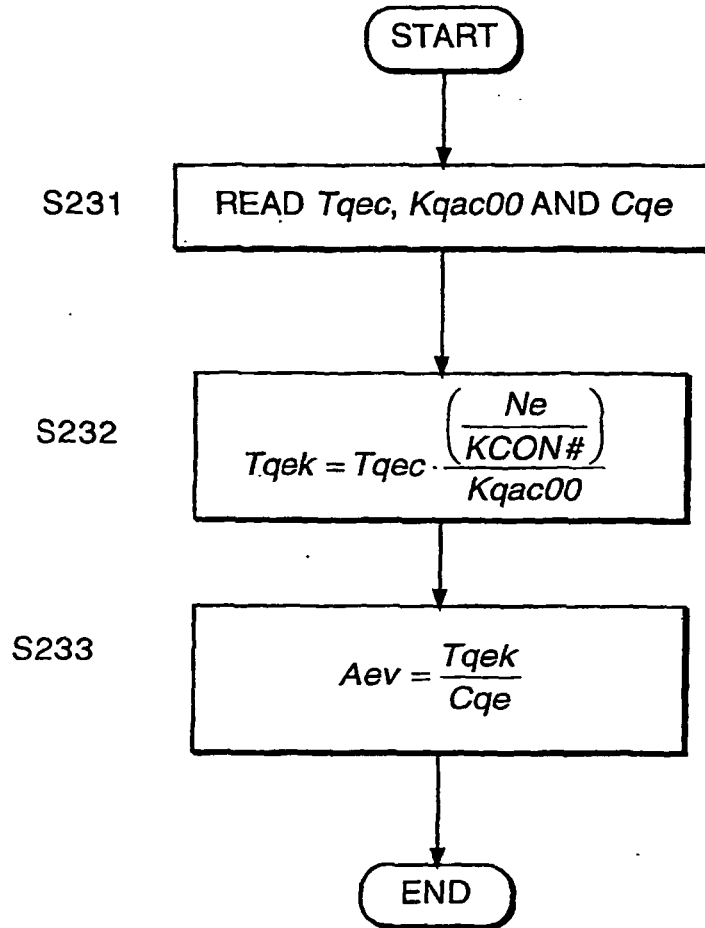 START
S231
READ Tqec, Kqac00 AND Cqe
S232
Tqek = Tqec · (Ne / KCON#) / Kqac00
S233
Aev = Tqek / Cqe
END